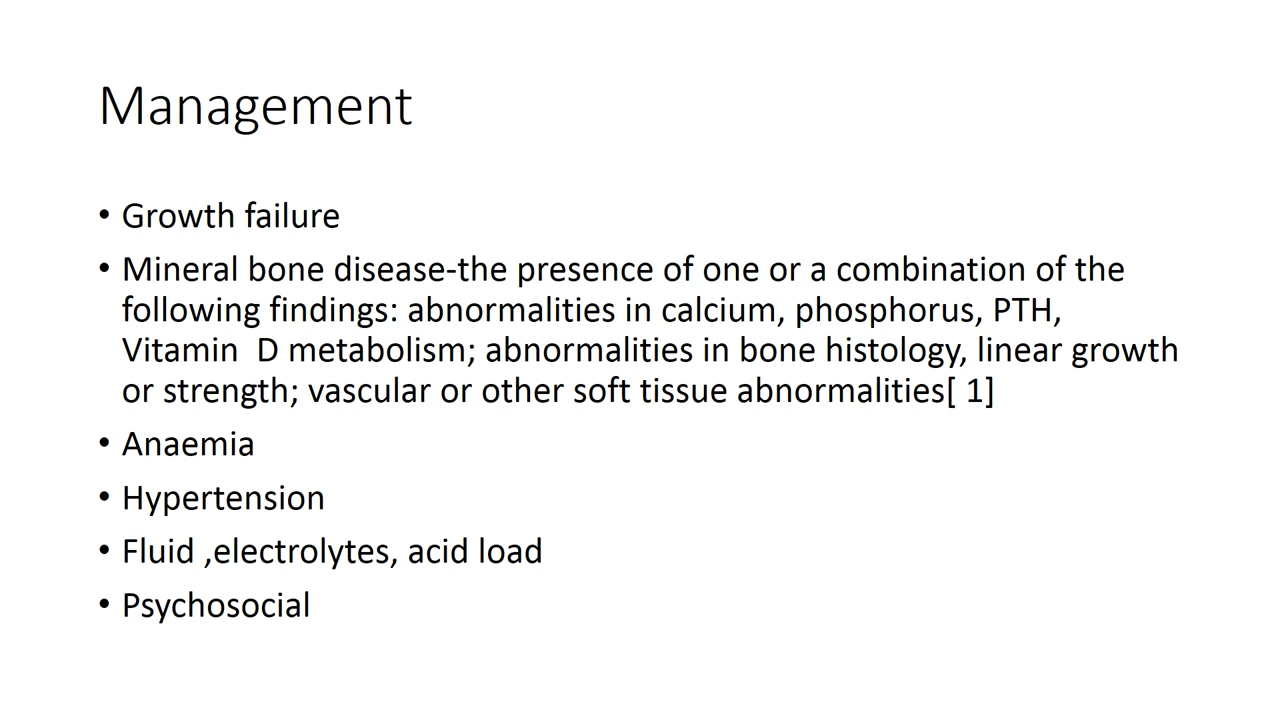 Management
• Growth failure
• Mineral bone disease-the presence of one or a combination of the
following findings: abnormalities in calcium, phosphorus, PTH,
Vitamin  D metabolism; abnormalities in bone histology, linear growth
or strength; vascular or other soft tissue abnormalities[ 1]
• Anaemia
• Hypertension
• Fluid ,electrolytes, acid load
• Psychosocial